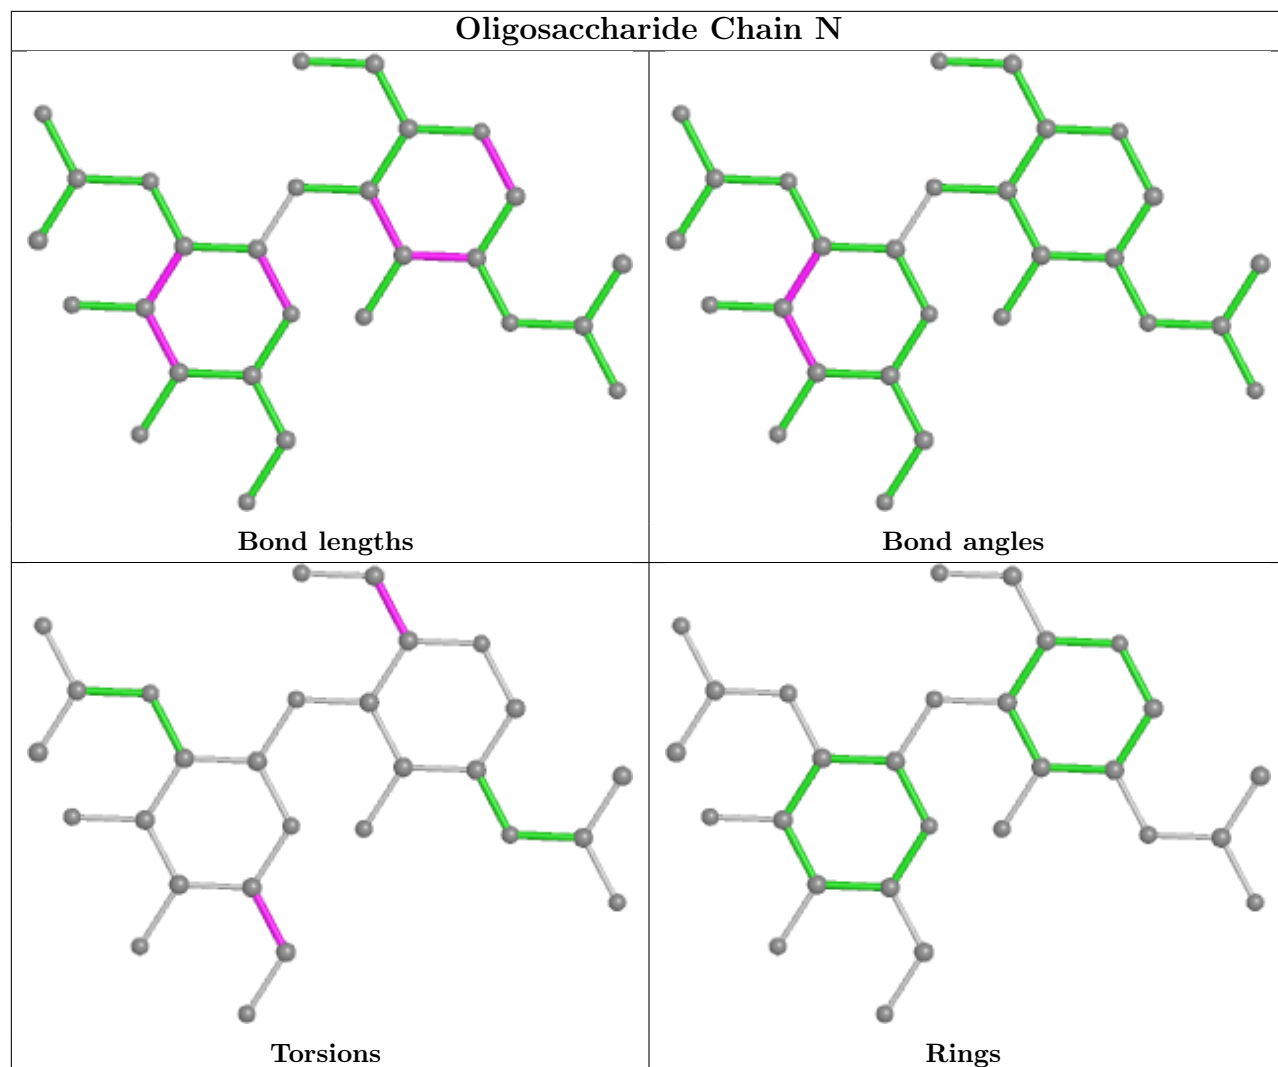 Oligosaccharide Chain N
Bond lengths
Bond angles
Torsions
Rings